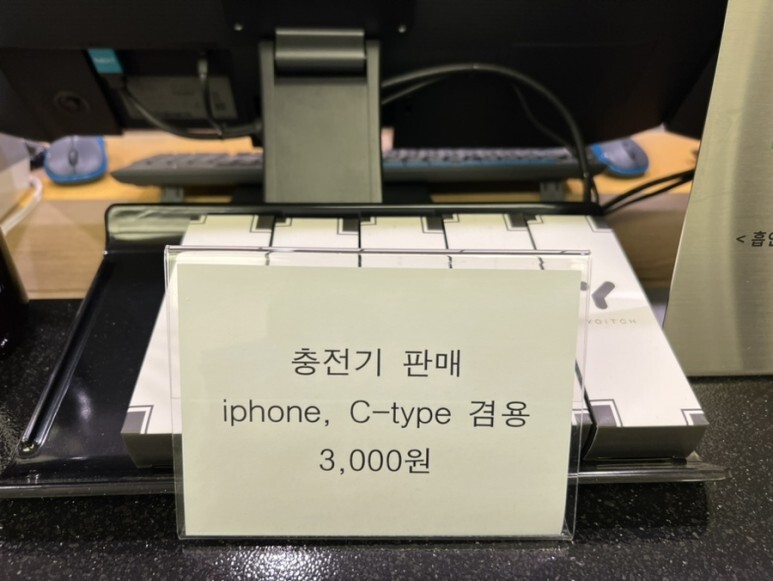 충전기 판매
iphone, C-type 겸용
3,000원